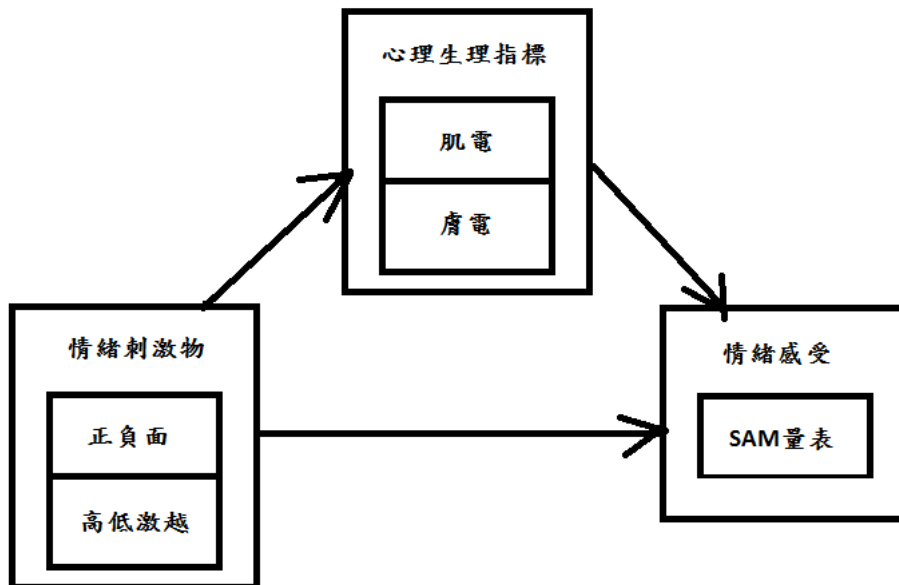 心理生理指標
肌電
膚電
情緒刺激物
正負面
高低激越
情緒感受
SAM量表